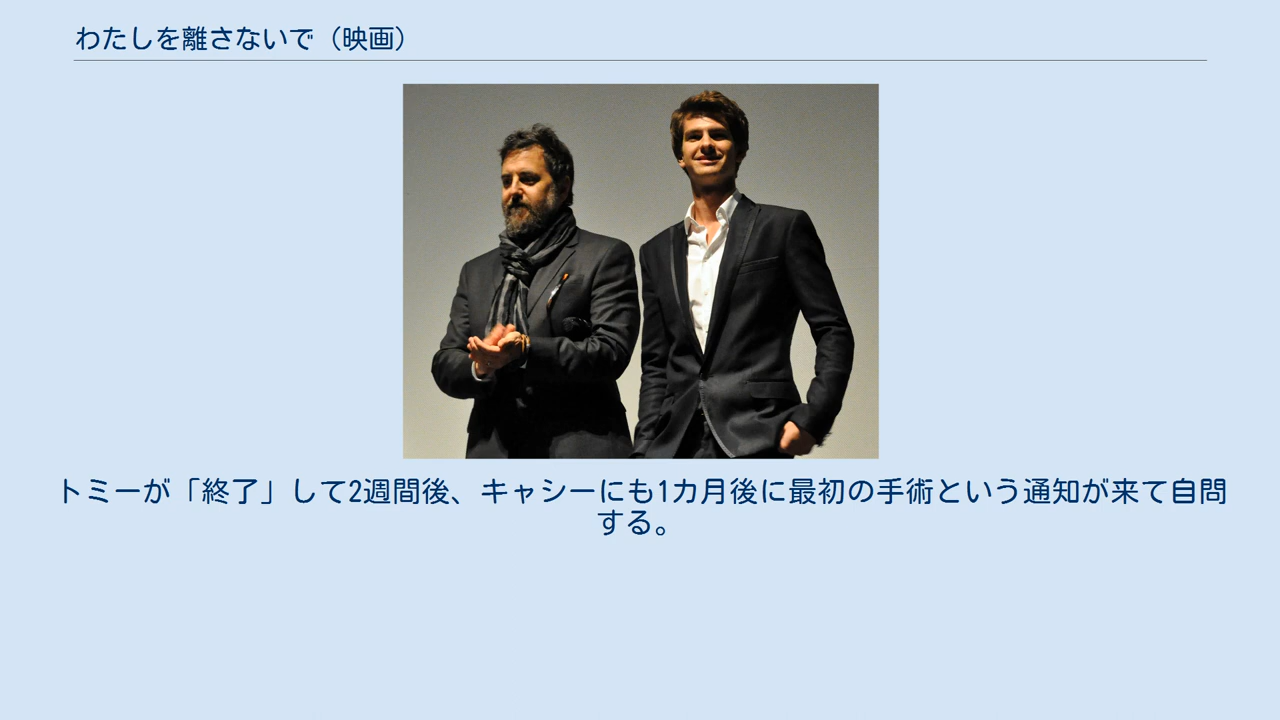 わたしを離さないで（映画）
トミーが「終了」して2週間後、キャシーにも1カ月後に最初の手術という通知が来て自問
する。